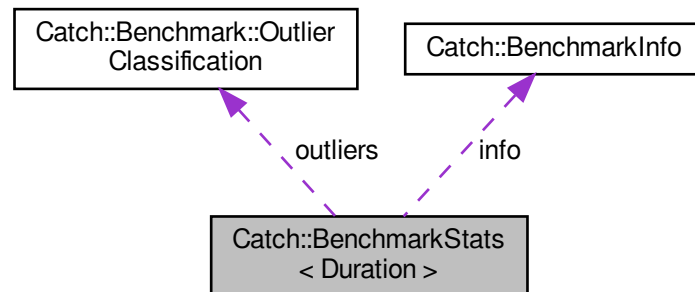 Catch::Benchmark::Outlier
Classification
Catch::BenchmarkInfo
outliers
info
Catch::BenchmarkStats
< Duration >